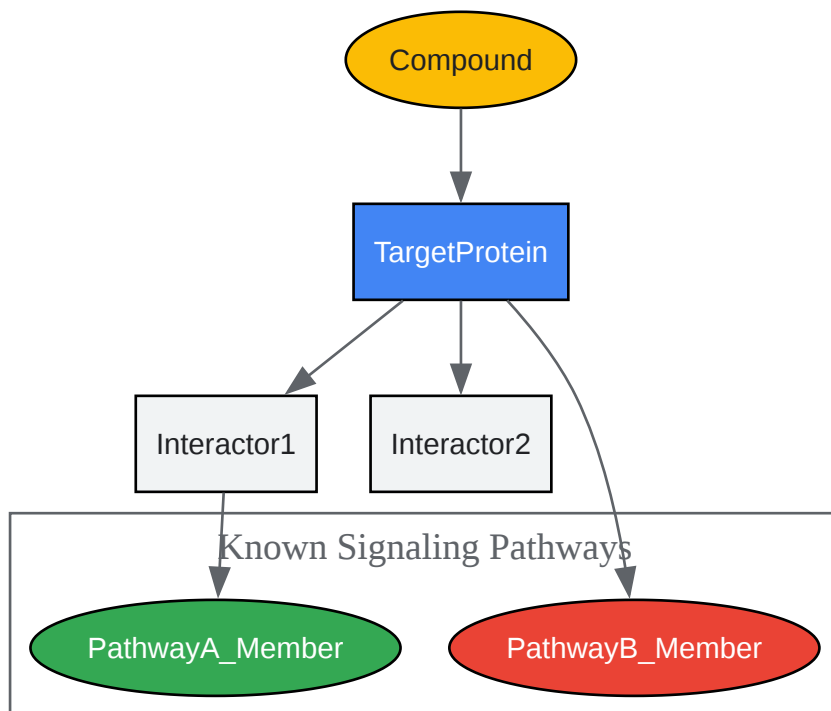 Compound
TargetProtein
Interactor1
Interactor2
Known Signaling Pathways
PathwayA_Member
PathwayB_Member